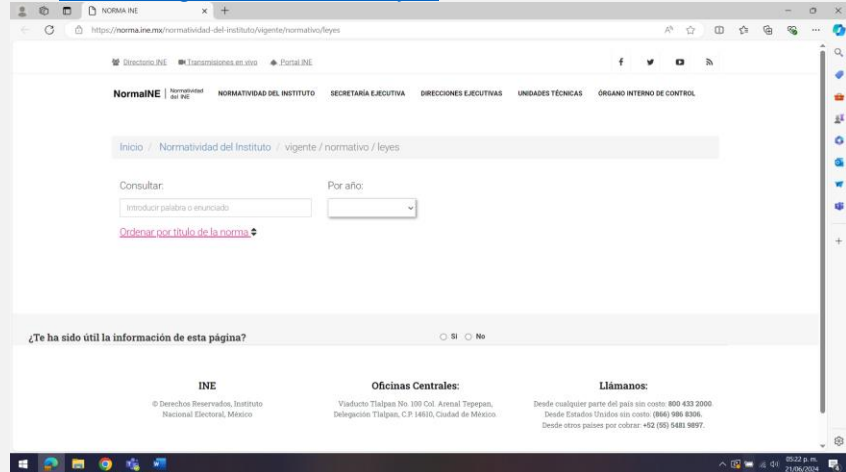 NORMA INE
https://norma.ine.mx/normatividad-del-instituto/vigente/normativo/leyes
Directorio INE Transmisiones en vivo Portal INE
NormaINE | Normatividad del INE NORMATIVIDAD DEL INSTITUTO SECRETARÍA EJECUTIVA DIRECCIONES EJECUTIVAS UNIDADES TÉCNICAS ÓRGANO INTERNO DE CONTROL
Inicio / Normatividad del Instituto / vigente / normativo / leyes
Consultar: Por año:
Introducir palabra o enunciado
Ordenar por título de la norma
¿Te ha sido útil la información de esta página? Si No
INE
© Derechos Reservados, Instituto
Nacional Electoral, México
Oficinas Centrales:
Viaducto Tlalpan No. 100 Col. Arenal Tepepan,
Delegación Tlalpan, C.P. 14610, Ciudad de México.
Llámanos:
Desde cualquier parte del país sin costo: 800 433 2000.
Desde Estados Unidos sin costo: (866) 986 8306.
Desde otros países por cobrar: +52 (55) 5481 9897.
05:22 p. m.
21/06/2024